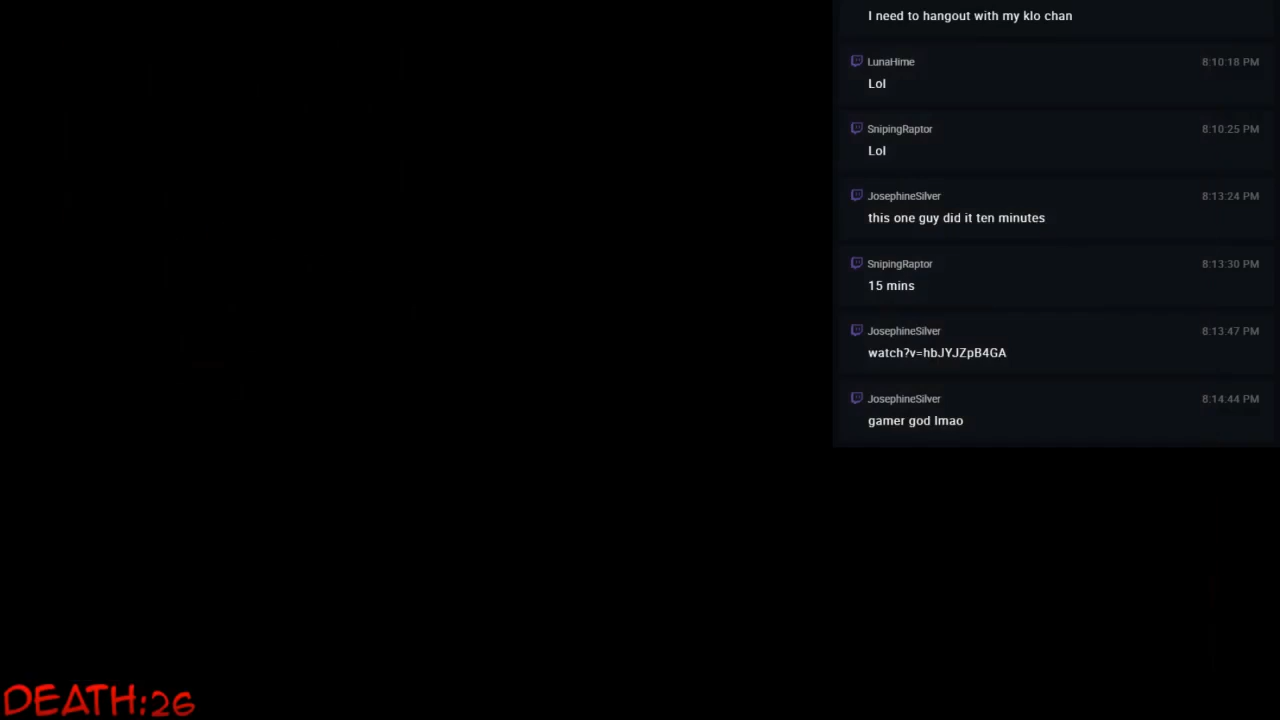 I need to hangout with my klo chan
LunaHime 8:10:18 PM
Lol
SnipingRaptor 8:10:25 PM
Lol
JosephineSilver 8:13:24 PM
this one guy did it ten minutes
SnipingRaptor 8:13:30 PM
15 mins
JosephineSilver 8:13:47 PM
watch?v=hbJYJZpB4GA
JosephineSilver 8:14:44 PM
gamer god lmao
DEATH:26